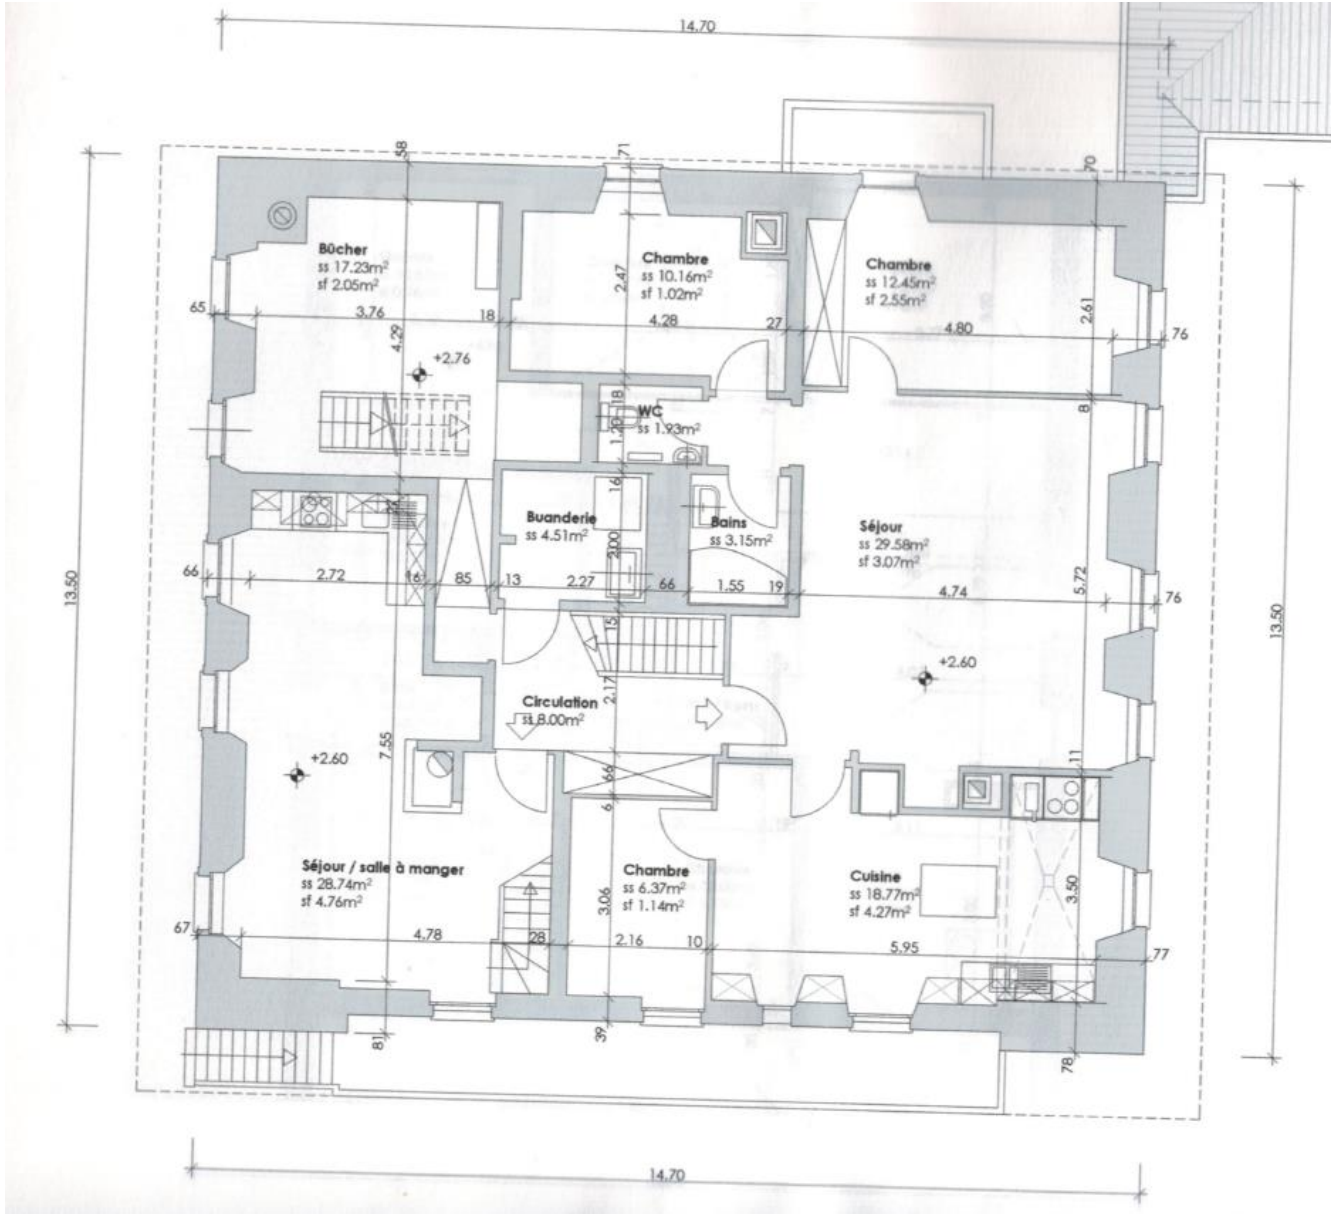 14.70
58
71
70
Bûcher
ss 17.23m²
sf 2.05m²
Chambre
ss 10.16m²
sf 1.02m²
Chambre
ss 12.45m²
sf 2.55m²
2.47
2.61
65
3.76
18
4.28
27
4.80
76
4.29
+2.76
18
8
WC
ss 1.93m²
1.20
16
Buanderie
ss 4.51m²
Bains
ss 3.15m²
Séjour
ss 29.58m²
sf 3.07m²
2.00
13.50
66
2.72
16
85
13
2.27
66
1.55
19
4.74
5.72
76
13.50
15
+2.60
2.17
Circulation
ss 8.00m²
7.55
+2.60
66
11
6
Séjour / salle à manger
ss 28.74m²
sf 4.76m²
Chambre
ss 6.37m²
sf 1.14m²
Cuisine
ss 18.77m²
sf 4.27m²
3.06
3.50
67
4.78
28
2.16
10
5.95
77
81
39
78
14.70